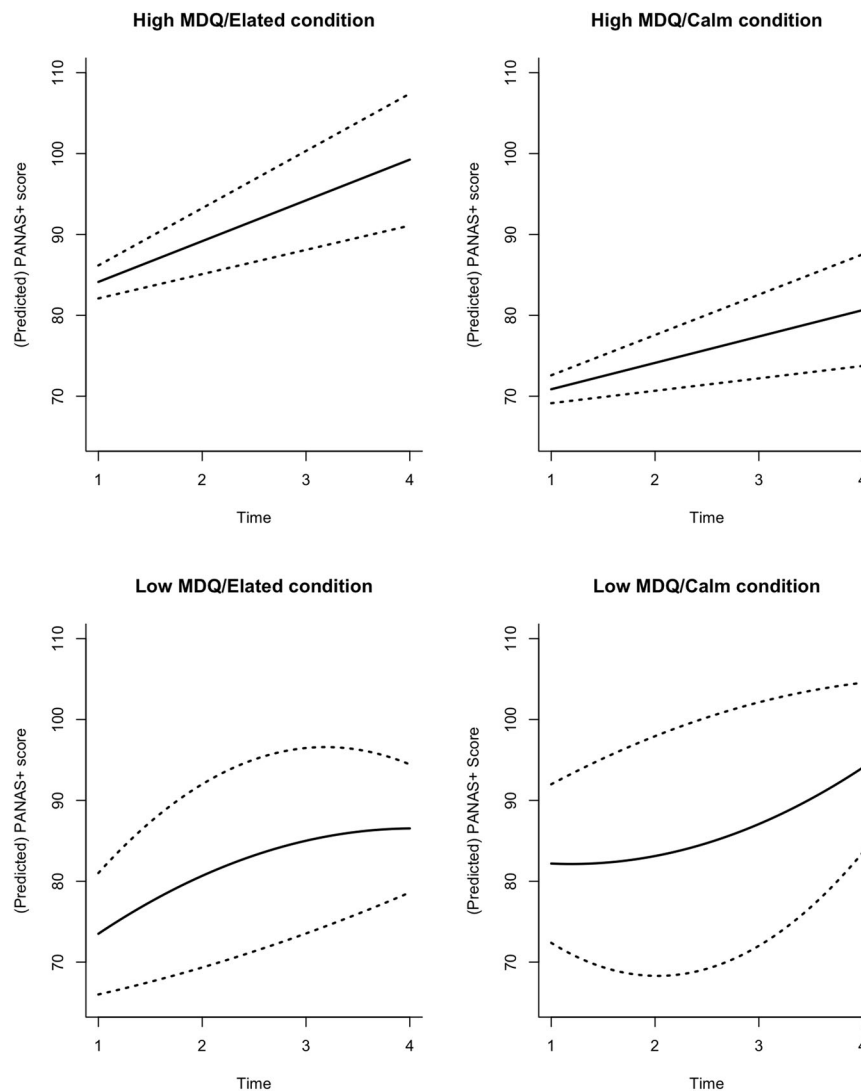 High MDQ/Elated condition
High MDQ/Calm condition
(Predicted) PANAS+ score
110
100
90
80
70
1 2 3 4
Time
(Predicted) PANAS+ score
110
100
90
80
70
1 2 3 4
Time
Low MDQ/Elated condition
Low MDQ/Calm condition
(Predicted) PANAS+ score
110
100
90
80
70
1 2 3 4
Time
(Predicted) PANAS+ Score
110
100
90
80
70
1 2 3 4
Time